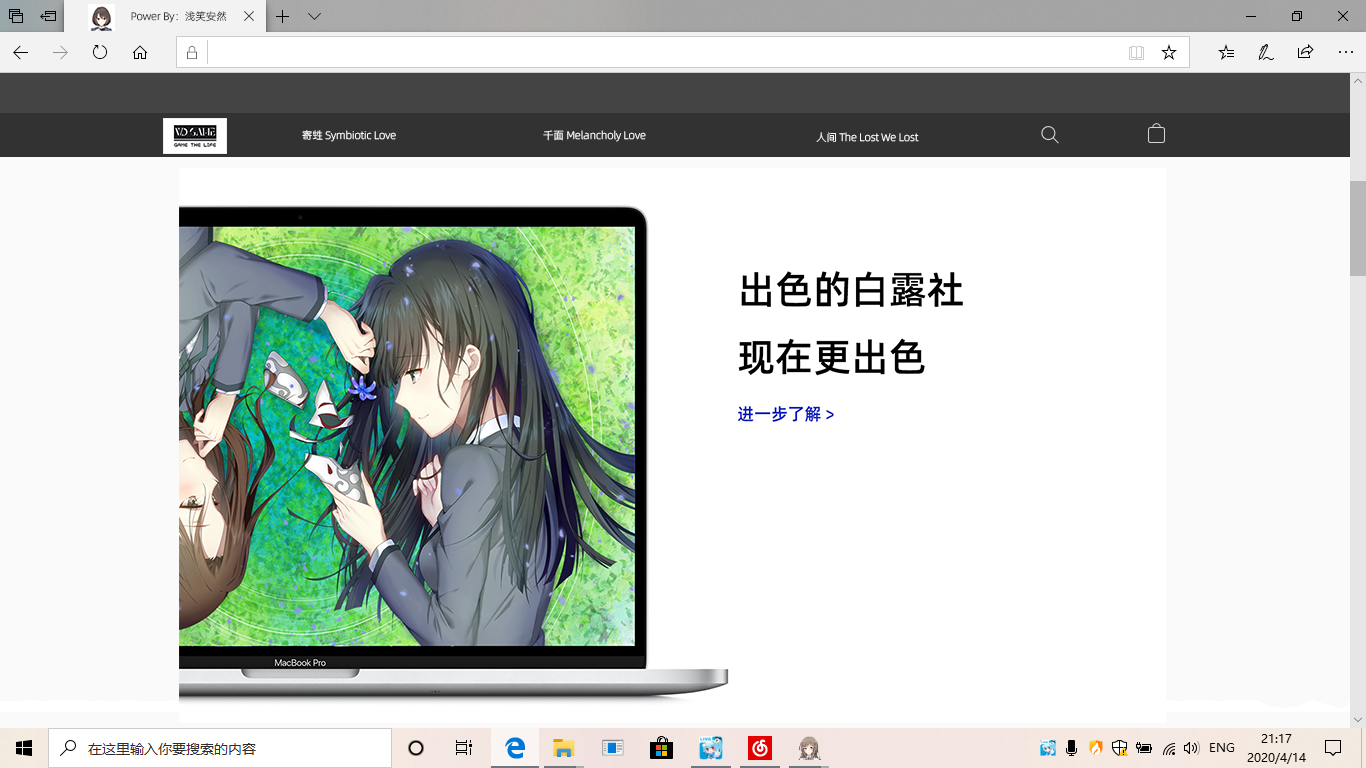 Power By：浅笑安然
XO GAME
GAME THE LIFE
寄甡 Symbiotic Love
千面 Melancholy Love
人间 The Lost We Lost
出色的白露社
现在更出色
进一步了解 >
MacBook Pro
在这里输入你要搜索的内容
ENG
21:17
2020/4/14